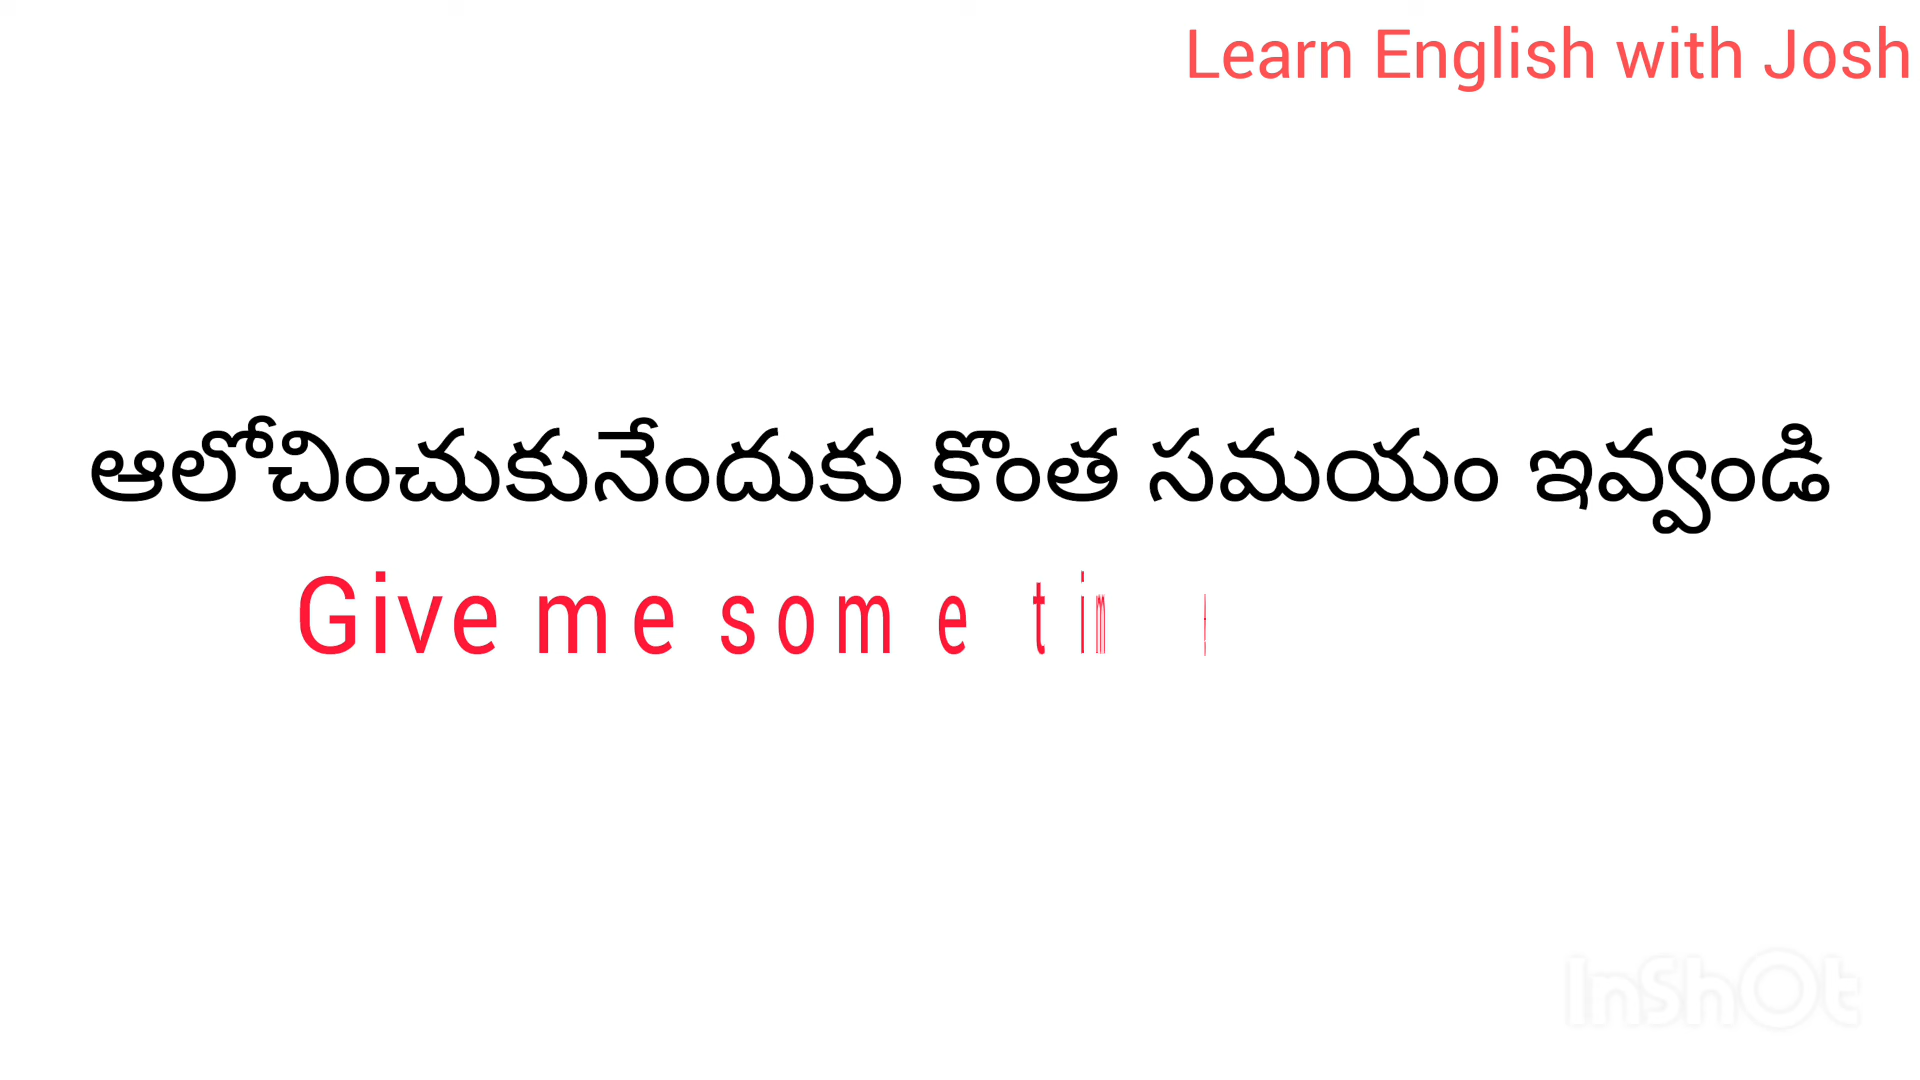 Learn English with Josh
ఆలోచించుకునేందుకు కొంత సమయం ఇవ్వండి
Give me some
InShOt